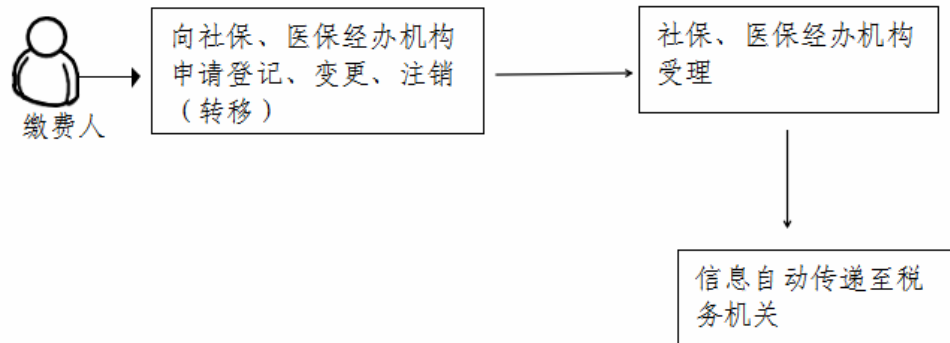 缴费人
向社保、医保经办机构
申请登记、变更、注销
（转移）
社保、医保经办机构
受理
信息自动传递至税
务机关